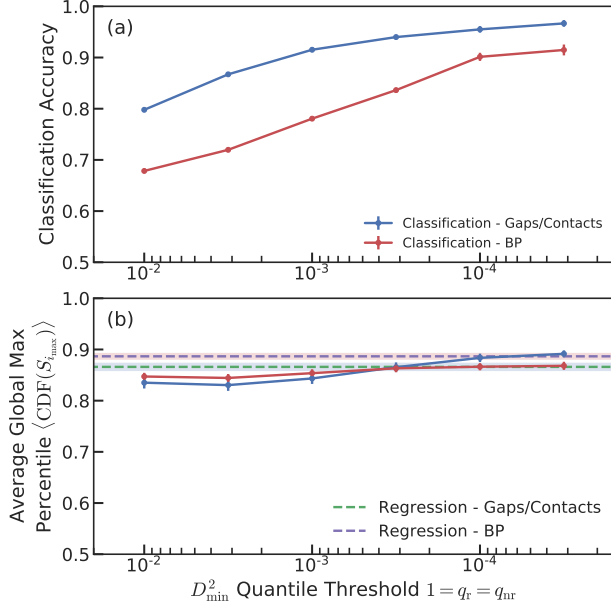 (a)
Classification Accuracy
1.0
0.9
0.8
0.7
0.6
0.5
Classification - Gaps/Contacts
Classification - BP
10⁻² 10⁻³ 10⁻⁴
(b)
Average Global Max
Percentile ⟨CDF(S_{i_max})⟩
1.0
0.9
0.8
0.7
0.6
0.5
Regression - Gaps/Contacts
Regression - BP
10⁻² 10⁻³ 10⁻⁴
D²_min Quantile Threshold 1 = q_r = q_nr